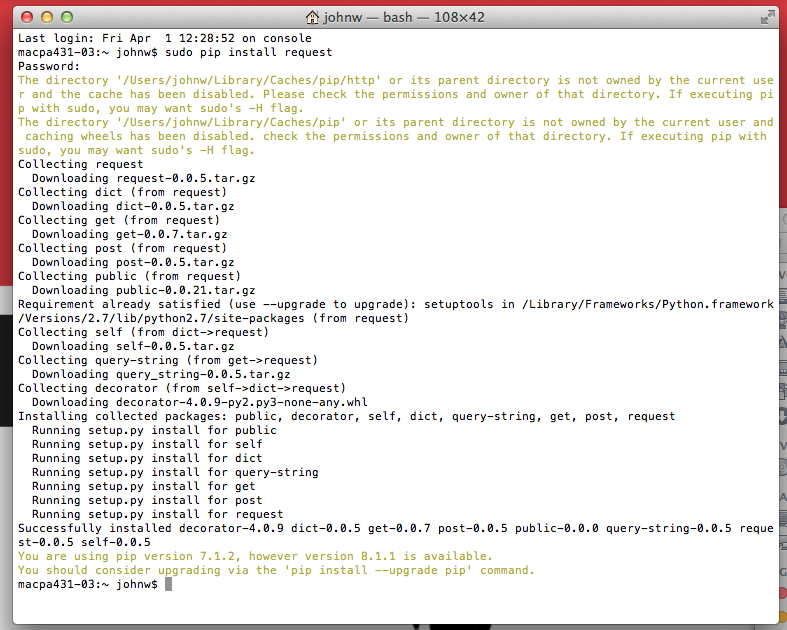 johnw — bash — 108×42
Last login: Fri Apr  1 12:28:52 on console
macpa431-03:~ johnw$ sudo pip install request
Password:
The directory '/Users/johnw/Library/Caches/pip/http' or its parent directory is not owned by the current use
r and the cache has been disabled. Please check the permissions and owner of that directory. If executing pi
p with sudo, you may want sudo's -H flag.
The directory '/Users/johnw/Library/Caches/pip' or its parent directory is not owned by the current user and
 caching wheels has been disabled. check the permissions and owner of that directory. If executing pip with
sudo, you may want sudo's -H flag.
Collecting request
  Downloading request-0.0.5.tar.gz
Collecting dict (from request)
  Downloading dict-0.0.5.tar.gz
Collecting get (from request)
  Downloading get-0.0.7.tar.gz
Collecting post (from request)
  Downloading post-0.0.5.tar.gz
Collecting public (from request)
  Downloading public-0.0.21.tar.gz
Requirement already satisfied (use --upgrade to upgrade): setuptools in /Library/Frameworks/Python.framework
/Versions/2.7/lib/python2.7/site-packages (from request)
Collecting self (from dict->request)
  Downloading self-0.0.5.tar.gz
Collecting query-string (from get->request)
  Downloading query_string-0.0.5.tar.gz
Collecting decorator (from self->dict->request)
  Downloading decorator-4.0.9-py2.py3-none-any.whl
Installing collected packages: public, decorator, self, dict, query-string, get, post, request
  Running setup.py install for public
  Running setup.py install for self
  Running setup.py install for dict
  Running setup.py install for query-string
  Running setup.py install for get
  Running setup.py install for post
  Running setup.py install for request
Successfully installed decorator-4.0.9 dict-0.0.5 get-0.0.7 post-0.0.5 public-0.0.0 query-string-0.0.5 reque
st-0.0.5 self-0.0.5
You are using pip version 7.1.2, however version 8.1.1 is available.
You should consider upgrading via the 'pip install --upgrade pip' command.
macpa431-03:~ johnw$